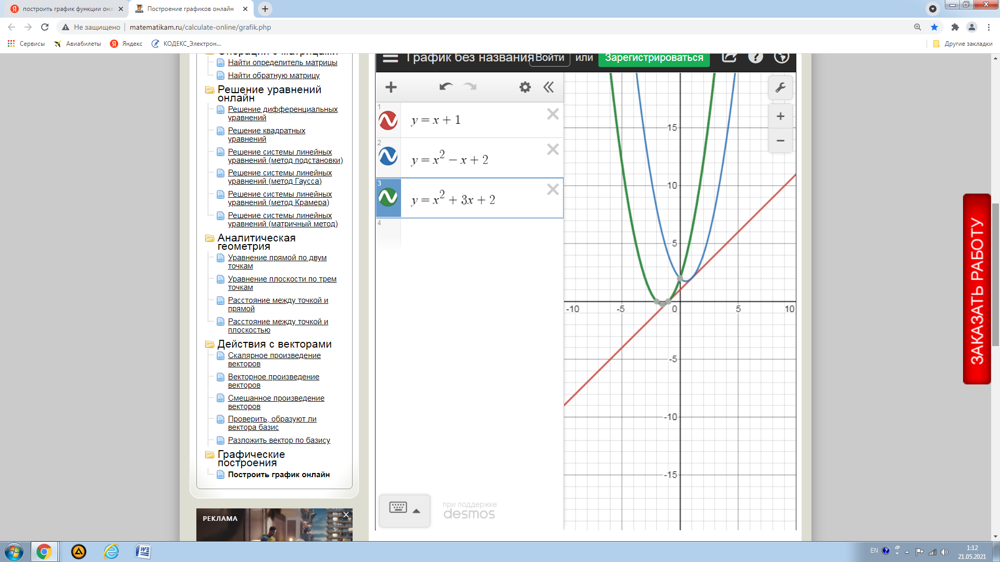 построить график функции онл
Построение графиков онлайн
Не защищено
matematikam.ru/calculate-online/grafik.php
Сервисы
Авиабилеты
Яндекс
КОДЕКС_Электрон...
Другие закладки
Операции с матрицами
Найти определитель матрицы
Найти обратную матрицу
Решение уравнений
онлайн
Решение дифференциальных
уравнений
Решение квадратных
уравнений
Решение системы линейных
уравнений (метод подстановки)
Решение системы линейных
уравнений (метод Гаусса)
Решение системы линейных
уравнений (метод Крамера)
Решение системы линейных
уравнений (матричный метод)
Аналитическая
геометрия
Уравнение прямой по двум
точкам
Уравнение плоскости по трем
точкам
Расстояние между точкой и
прямой
Расстояние между точкой и
плоскостью
Действия с векторами
Скалярное произведение
векторов
Векторное произведение
векторов
Смешанное произведение
векторов
Проверить, образуют ли
вектора базис
Разложить вектор по базису
Графические
построения
Построить график онлайн
РЕКЛАМА
График без названия
Войти
или
Зарегистрироваться
1
y = x + 1
2
y = x² − x + 2
3
y = x² + 3x + 2
4
при поддержке
desmos
15
10
5
-10
-5
0
5
10
-5
-10
-15
ЗАКАЗАТЬ РАБОТУ
EN
1:12
21.05.2021